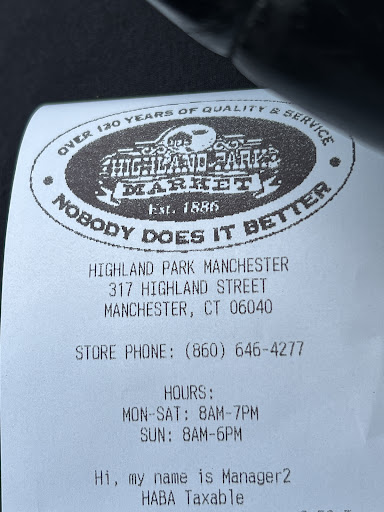 OVER 120 YEARS OF QUALITY & SERVICE
THE
HIGHLAND PARK
MARKET
Est. 1886
NOBODY DOES IT BETTER
HIGHLAND PARK MANCHESTER
317 HIGHLAND STREET
MANCHESTER, CT 06040
STORE PHONE: (860) 646-4277
HOURS:
MON-SAT: 8AM-7PM
SUN: 8AM-6PM
Hi, my name is Manager2
HABA Taxable